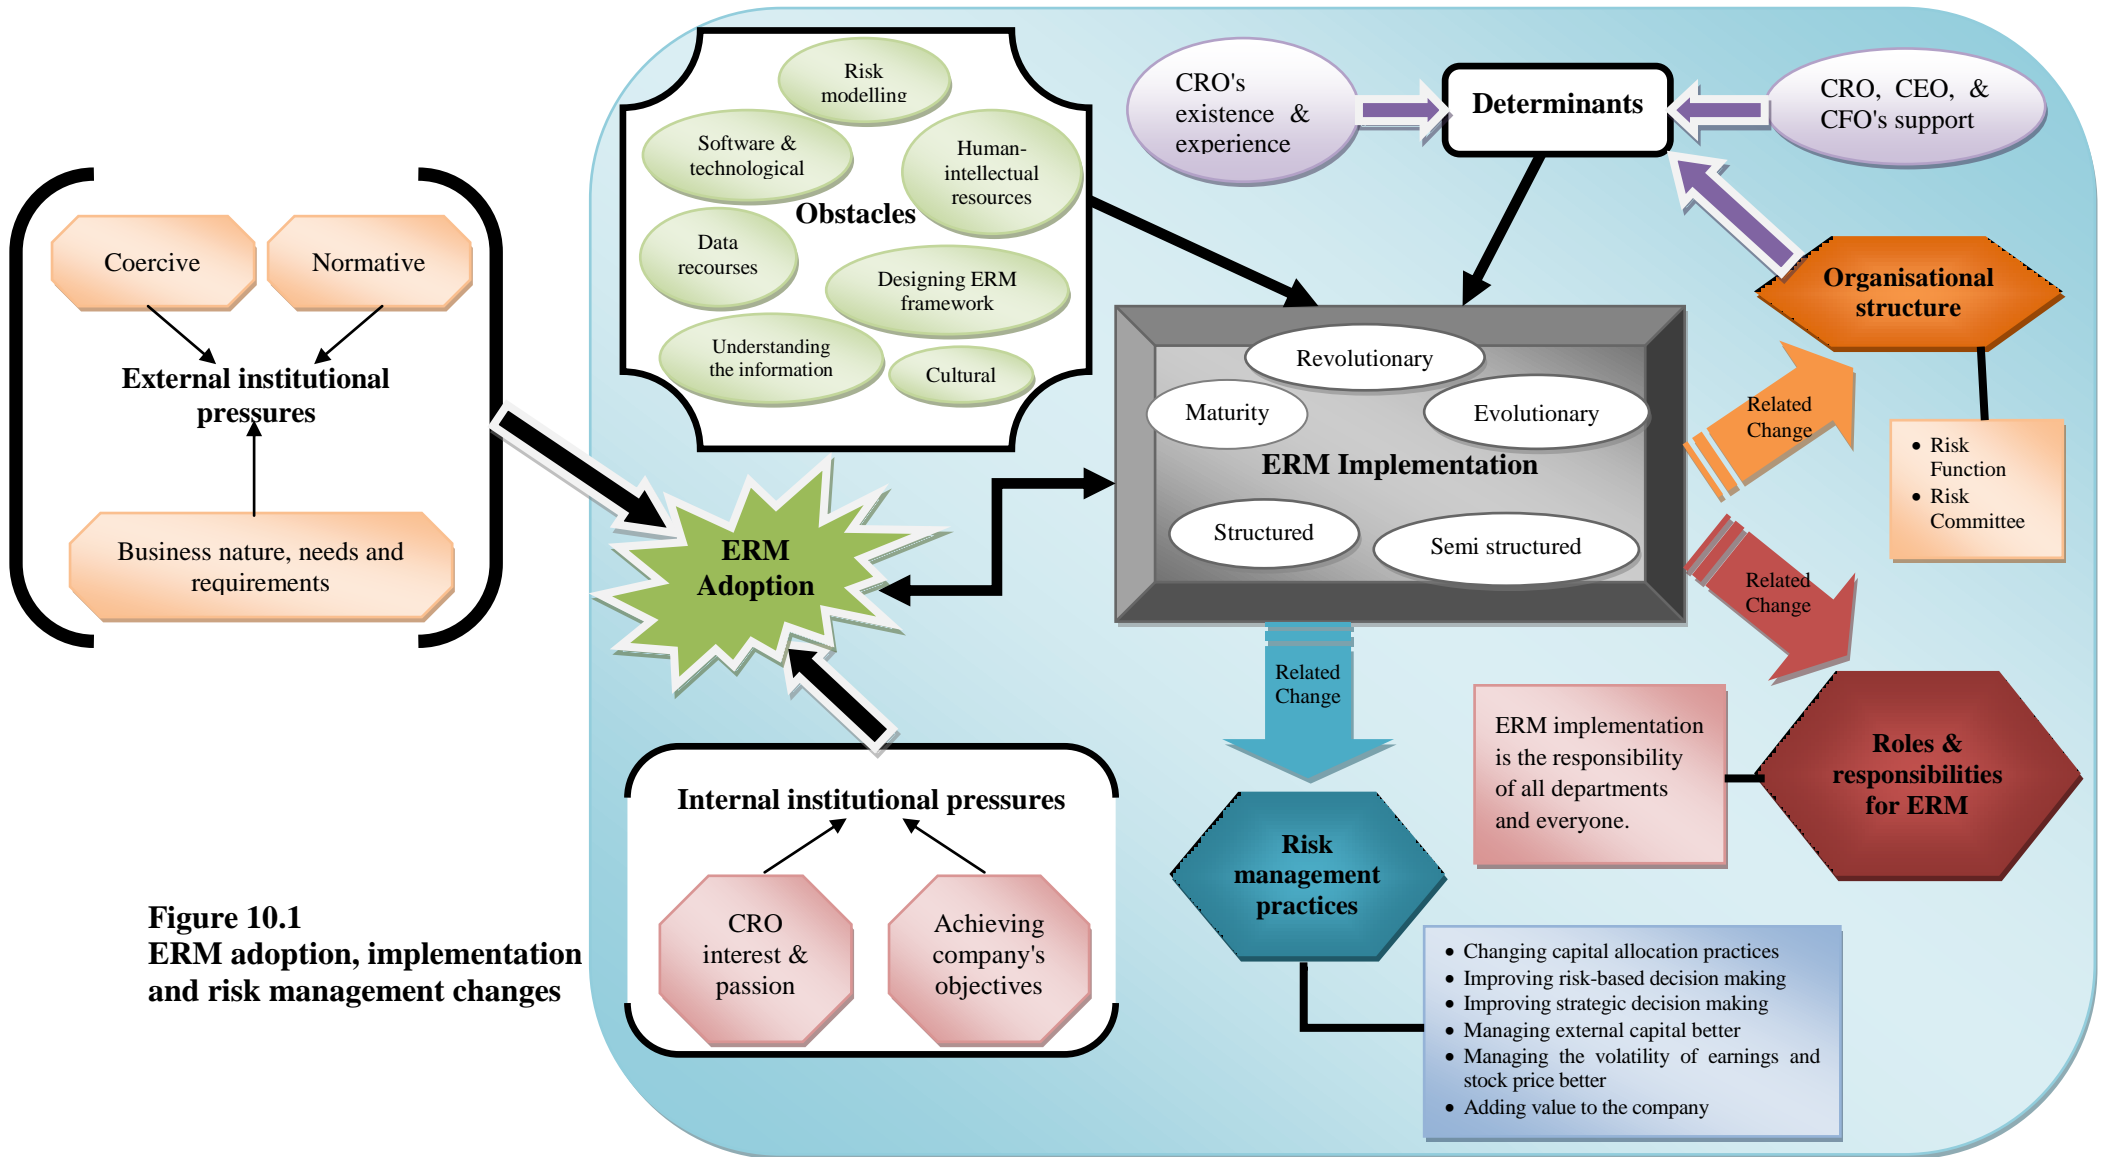 Coercive
Normative
External institutional
pressures
Business nature, needs and
requirements
Figure 10.1
ERM adoption, implementation
and risk management changes
Risk
modelling
Software &
technological
Human-
intellectual
resources
Obstacles
Data
recourses
Designing ERM
framework
Understanding
the information
Cultural
ERM
Adoption
Internal institutional pressures
CRO
interest &
passion
Achieving
company's
objectives
CRO's
existence &
experience
Determinants
CRO, CEO, &
CFO's support
Revolutionary
Maturity
Evolutionary
ERM Implementation
Structured
Semi structured
Related
Change
Organisational
structure
• Risk
Function
• Risk
Committee
Related
Change
Roles &
responsibilities
for ERM
ERM implementation
is the responsibility
of all departments
and everyone.
Related
Change
Risk
management
practices
• Changing capital allocation practices
• Improving risk-based decision making
• Improving strategic decision making
• Managing external capital better
• Managing the volatility of earnings and
stock price better
• Adding value to the company